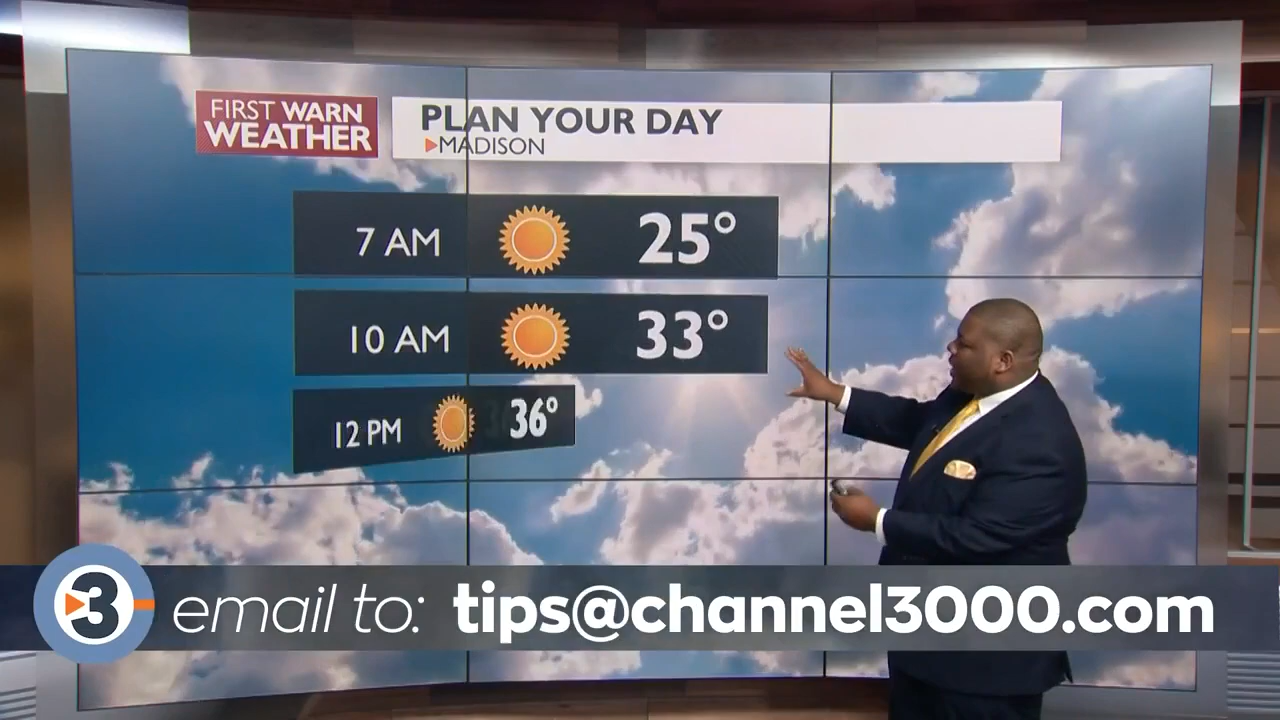 FIRST WARN
WEATHER
PLAN YOUR DAY
MADISON
7 AM 25°
10 AM 33°
12 PM 36°
3 email to: tips@channel3000.com